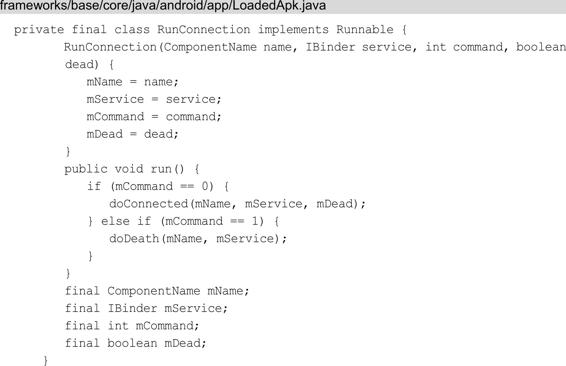 frameworks/base/core/java/android/app/LoadedApk.java
private final class RunConnection implements Runnable {
RunConnection(ComponentName name, IBinder service, int command, boolean
dead) {
mName = name;
mService = service;
mCommand = command;
mDead = dead;
}
public void run() {
if (mCommand == 0) {
doConnected(mName, mService, mDead);
} else if (mCommand == 1) {
doDeath(mName, mService);
}
}
final ComponentName mName;
final IBinder mService;
final int mCommand;
final boolean mDead;
}